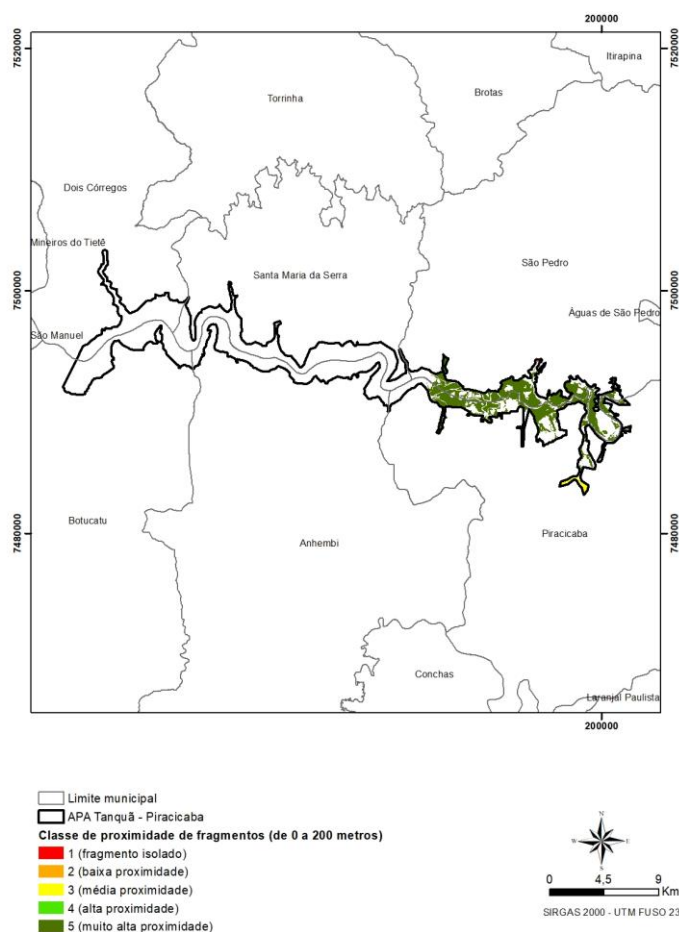 200000
7520000
7520000
Itirapina
Torrinha
Brotas
Dois Córregos
Mineiros do Tietê
São Pedro
Santa Maria da Serra
7500000
7500000
Águas de São Pedro
São Manuel
Botucatu
Anhembi
Piracicaba
7480000
7480000
Conchas
Laranjal Paulista
200000
Limite municipal
APA Tanquã - Piracicaba
Classe de proximidade de fragmentos (de 0 a 200 metros)
1 (fragmento isolado)
2 (baixa proximidade)
3 (média proximidade)
4 (alta proximidade)
5 (muito alta proximidade)
N
W E
S
0 4,5 9
Km
SIRGAS 2000 - UTM FUSO 23